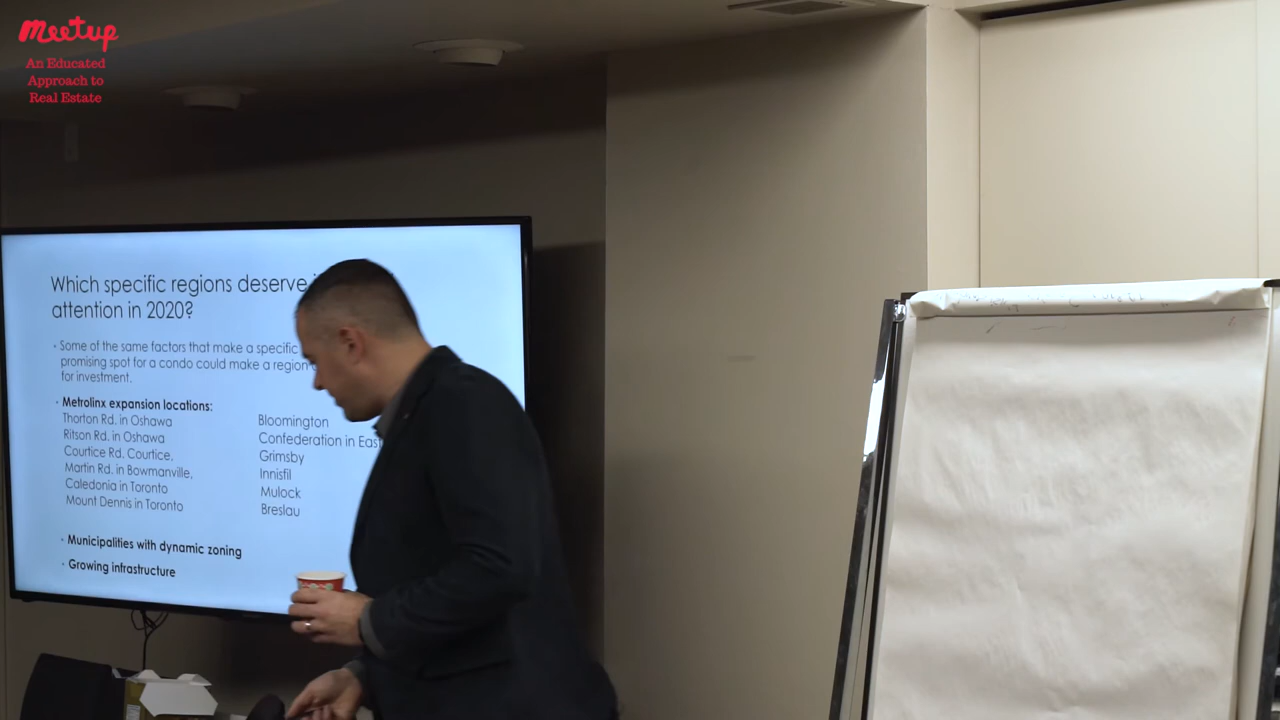 meetup
An Educated
Approach to
Real Estate
Which specific regions deserve
attention in 2020?
· Some of the same factors that make a specific
promising spot for a condo could make a region
for investment.
· Metrolinx expansion locations:
Thorton Rd. in Oshawa
Ritson Rd. in Oshawa
Courtice Rd. Courtice,
Martin Rd. in Bowmanville,
Caledonia in Toronto
Mount Dennis in Toronto
Bloomington
Confederation in
Grimsby
Innisfil
Mulock
Breslau
· Municipalities with dynamic zoning
· Growing infrastructure